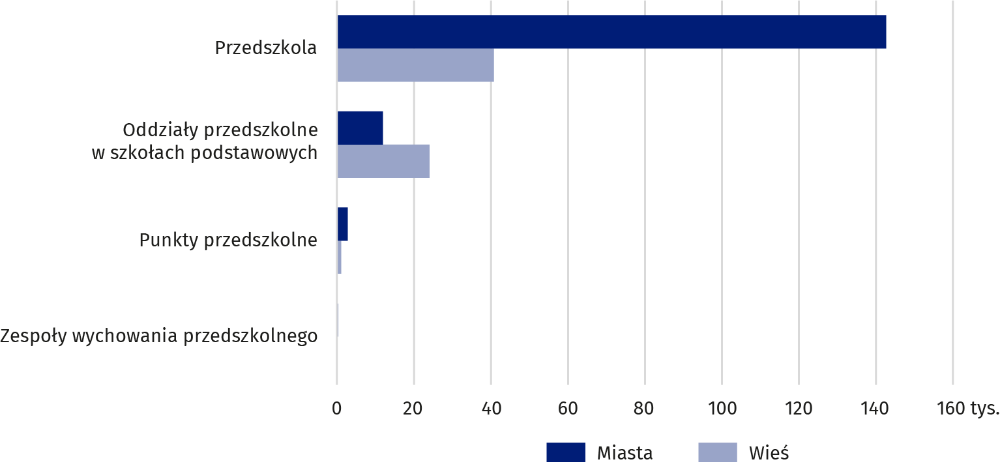 Przedszkola
Oddziały przedszkolne
w szkołach podstawowych
Punkty przedszkolne
Zespoły wychowania przedszkolnego
0 20 40 60 80 100 120 140 160 tys.
Miasta Wieś